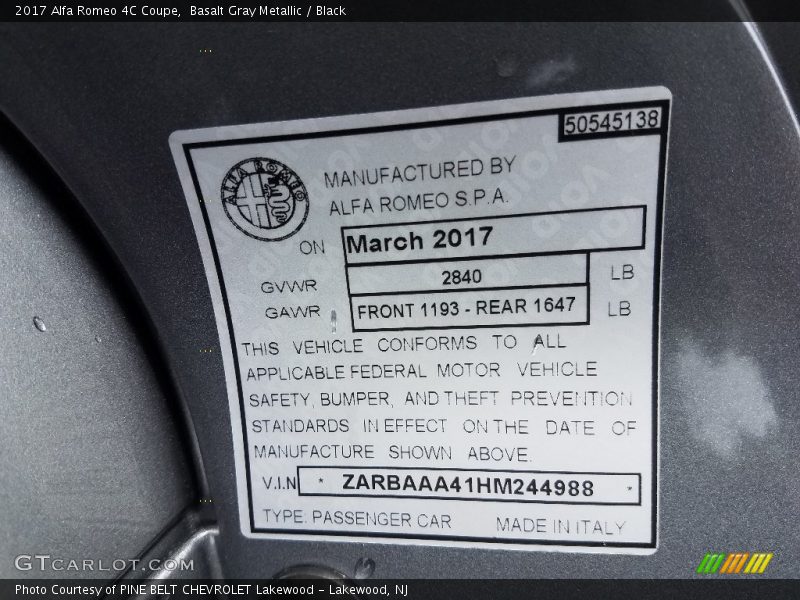 2017 Alfa Romeo 4C Coupe,  Basalt Gray Metallic / Black
50545138
ALFA ROMEO
MANUFACTURED BY
ALFA ROMEO S.P.A.
ON March 2017
GVWR 2840 LB
GAWR FRONT 1193 - REAR 1647 LB
THIS VEHICLE CONFORMS TO ALL
APPLICABLE FEDERAL MOTOR VEHICLE
SAFETY, BUMPER, AND THEFT PREVENTION
STANDARDS IN EFFECT ON THE DATE OF
MANUFACTURE SHOWN ABOVE.
V.I.N * ZARBAAA41HM244988 *
TYPE: PASSENGER CAR MADE IN ITALY
GTCARLOT.COM
Photo Courtesy of PINE BELT CHEVROLET Lakewood - Lakewood, NJ